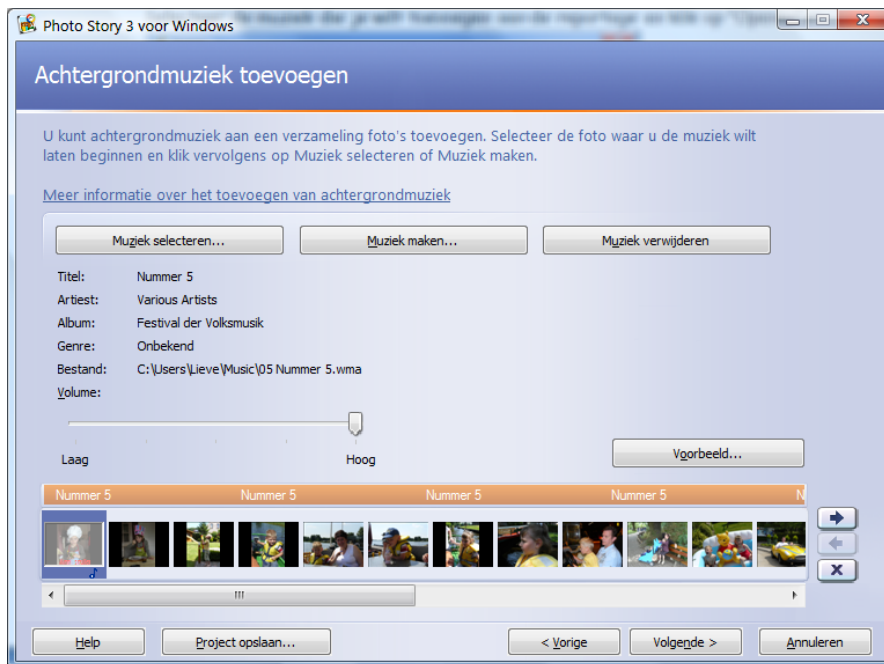 Photo Story 3 voor Windows
Achtergrondmuziek toevoegen
U kunt achtergrondmuziek aan een verzameling foto's toevoegen. Selecteer de foto waar u de muziek wilt
laten beginnen en klik vervolgens op Muziek selecteren of Muziek maken.
Meer informatie over het toevoegen van achtergrondmuziek
Muziek selecteren... Muziek maken... Muziek verwijderen
Titel: Nummer 5
Artiest: Various Artists
Album: Festival der Volksmusik
Genre: Onbekend
Bestand: C:\Users\Lieve\Music\05 Nummer 5.wma
Volume:
Laag Hoog
Voorbeeld...
Nummer 5 Nummer 5 Nummer 5 Nummer 5 N
Help Project opslaan... < Vorige Volgende > Annuleren